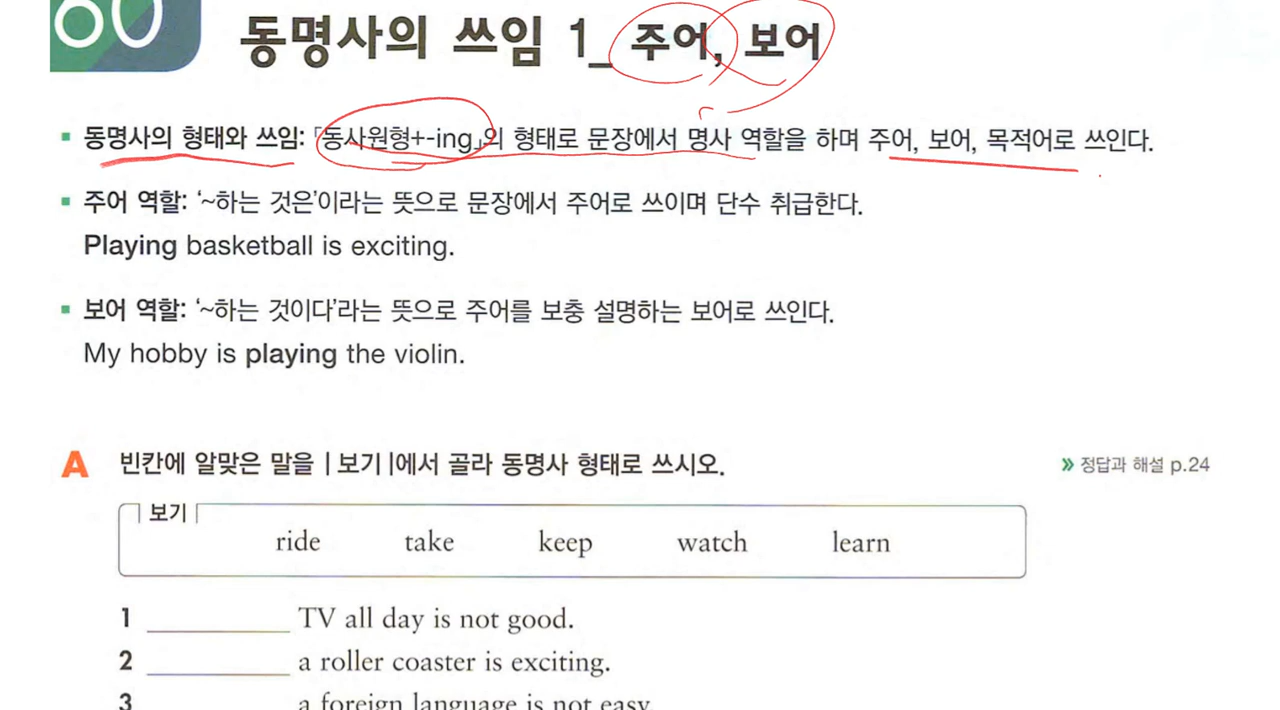 60
동명사의 쓰임 1_ 주어, 보어
▪ 동명사의 형태와 쓰임: 「동사원형+-ing」의 형태로 문장에서 명사 역할을 하며 주어, 보어, 목적어로 쓰인다.
▪ 주어 역할: '~하는 것은'이라는 뜻으로 문장에서 주어로 쓰이며 단수 취급한다.
Playing basketball is exciting.
▪ 보어 역할: '~하는 것이다'라는 뜻으로 주어를 보충 설명하는 보어로 쓰인다.
My hobby is playing the violin.
A 빈칸에 알맞은 말을 | 보기 |에서 골라 동명사 형태로 쓰시오.
» 정답과 해설 p.24
| 보기 |
ride take keep watch learn
1 ________ TV all day is not good.
2 ________ a roller coaster is exciting.
3 ________ a foreign language is not easy.